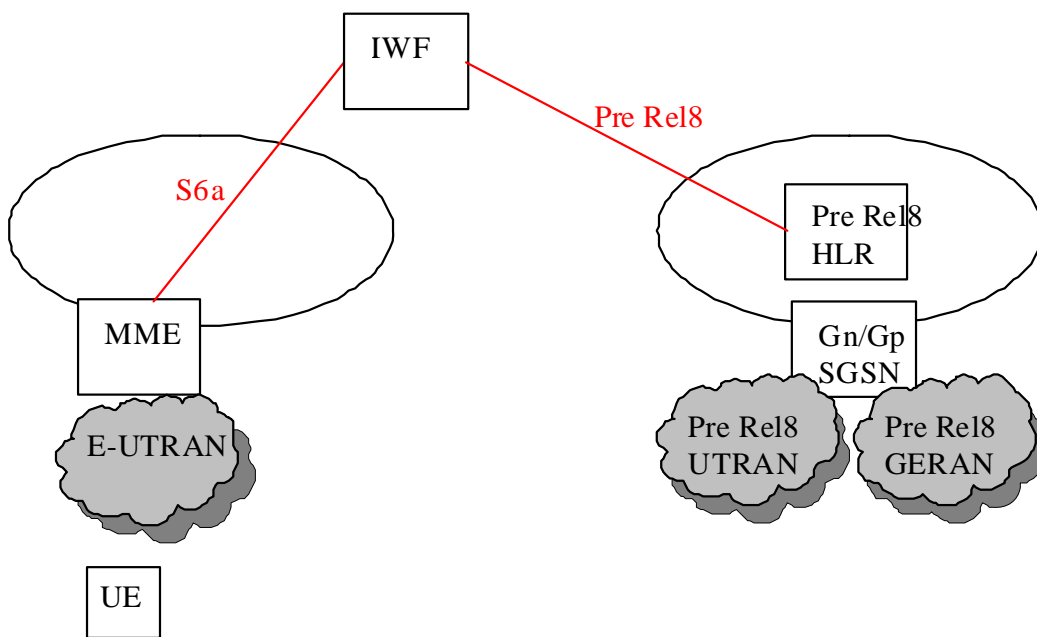 IWF
Pre Rel8
S6a
Pre Rel8
HLR
MME
Gn/Gp
SGSN
E-UTRAN
Pre Rel8
UTRAN
Pre Rel8
GERAN
UE